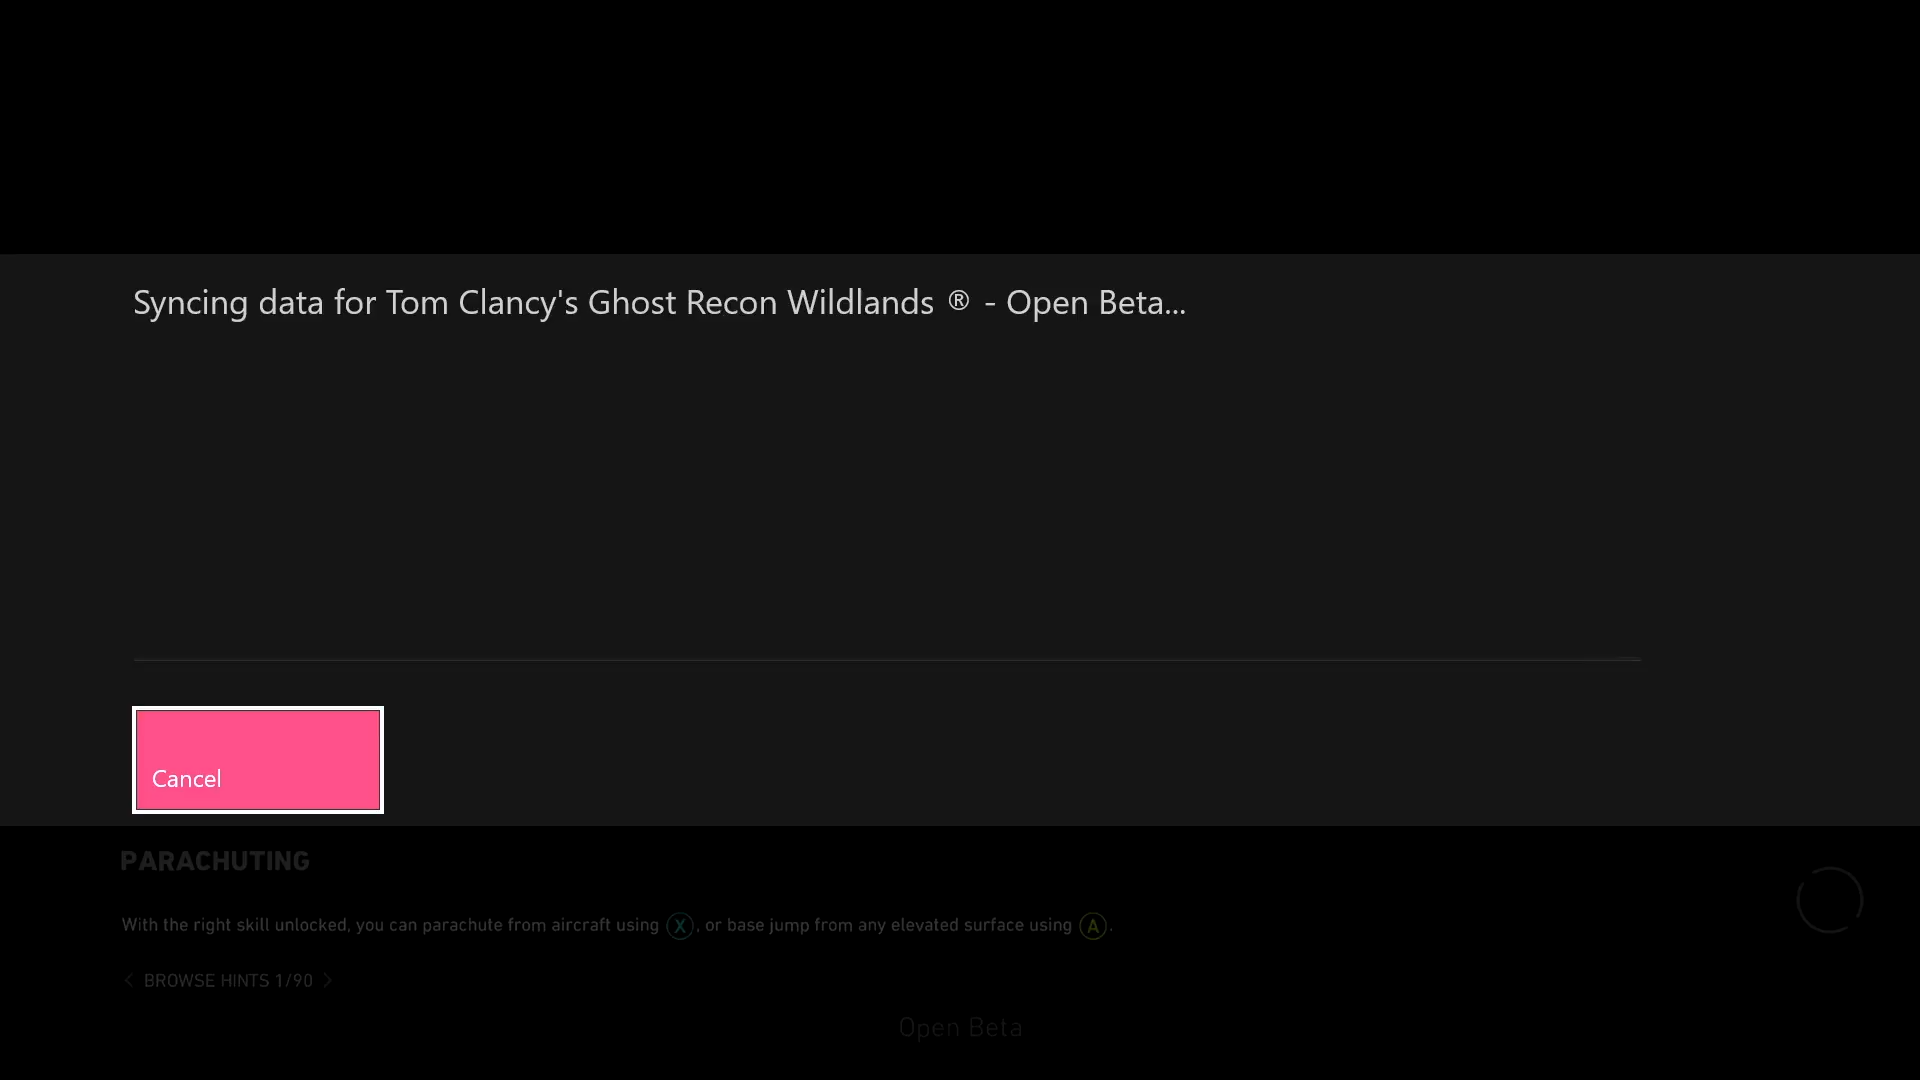 Syncing data for Tom Clancy's Ghost Recon Wildlands ® - Open Beta...
Cancel
PARACHUTING
With the right skill unlocked, you can parachute from aircraft using X, or base jump from any elevated surface using A.
< BROWSE HINTS 1/90 >
Open Beta